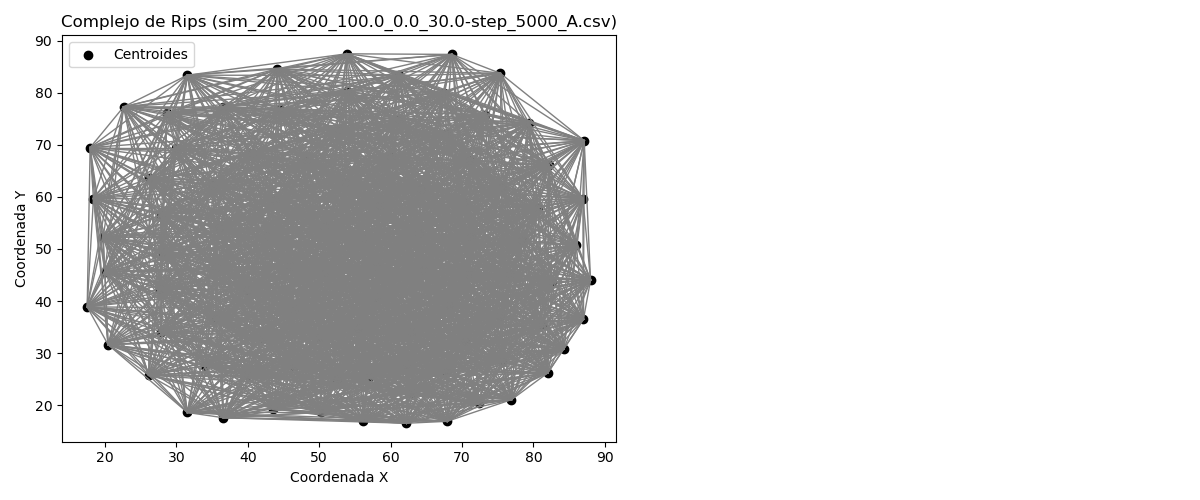 Complejo de Rips (sim_200_200_100.0_0.0_30.0-step_5000_A.csv)
90
Centroides
80
70
60
Coordenada Y
50
40
30
20
20 30 40 50 60 70 80 90
Coordenada X